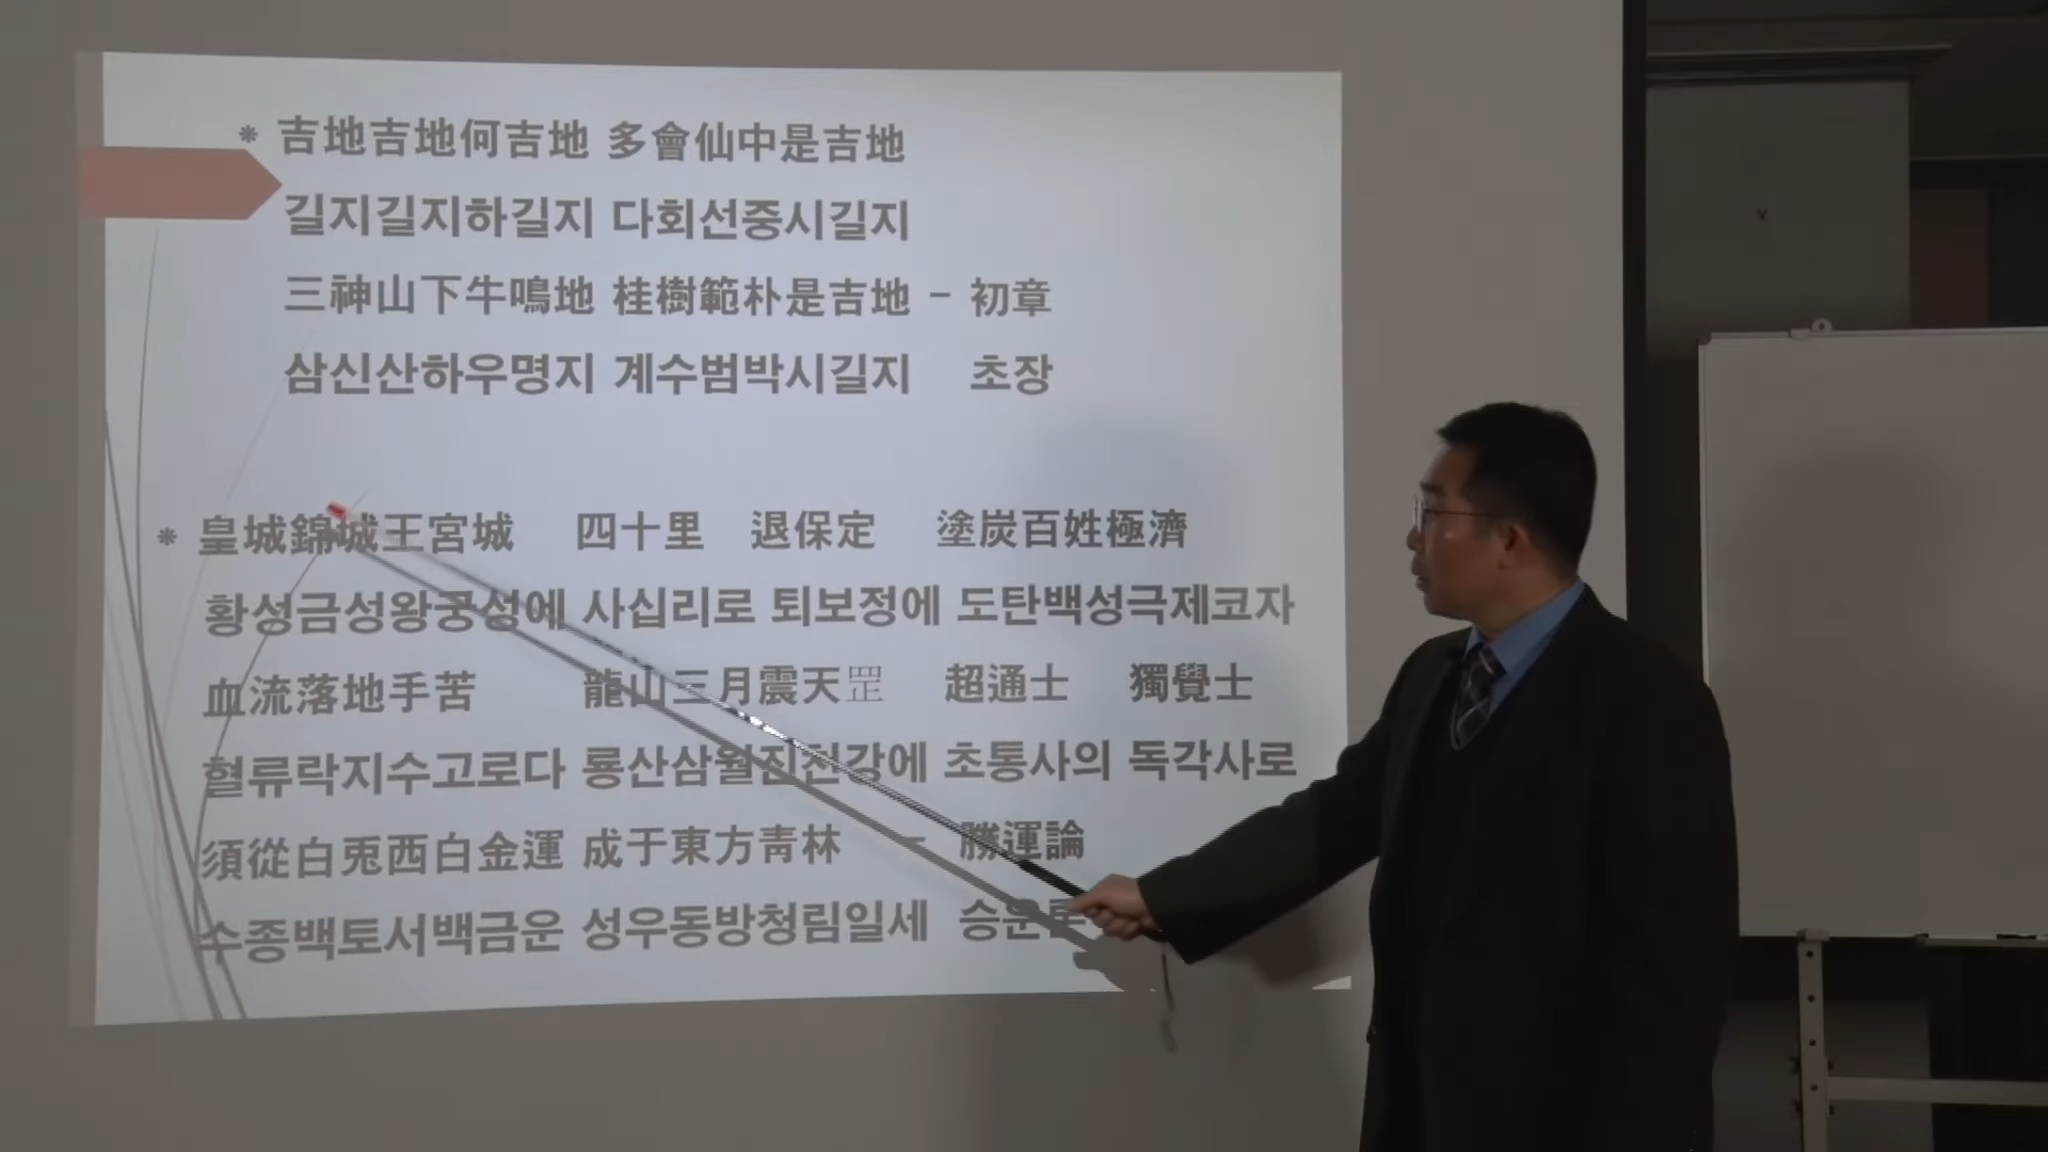 * 吉地吉地何吉地 多會仙中是吉地
길지길지하길지 다회선중시길지
三神山下牛鳴地 桂樹範朴是吉地 - 初章
삼신산하우명지 계수범박시길지 초장
* 皇城錦城王宮城 四十里 退保定 塗炭百姓極濟
황성금성왕궁성에 사십리로 퇴보정에 도탄백성극제코자
血流落地手苦 龍山三月震天罡 超通士 獨覺士
혈류락지수고로다 룡산삼월진천강에 초통사의 독각사로
須從白兎西白金運 成于東方靑林 - 勝運論
수종백토서백금운 성우동방청림일세 승운론